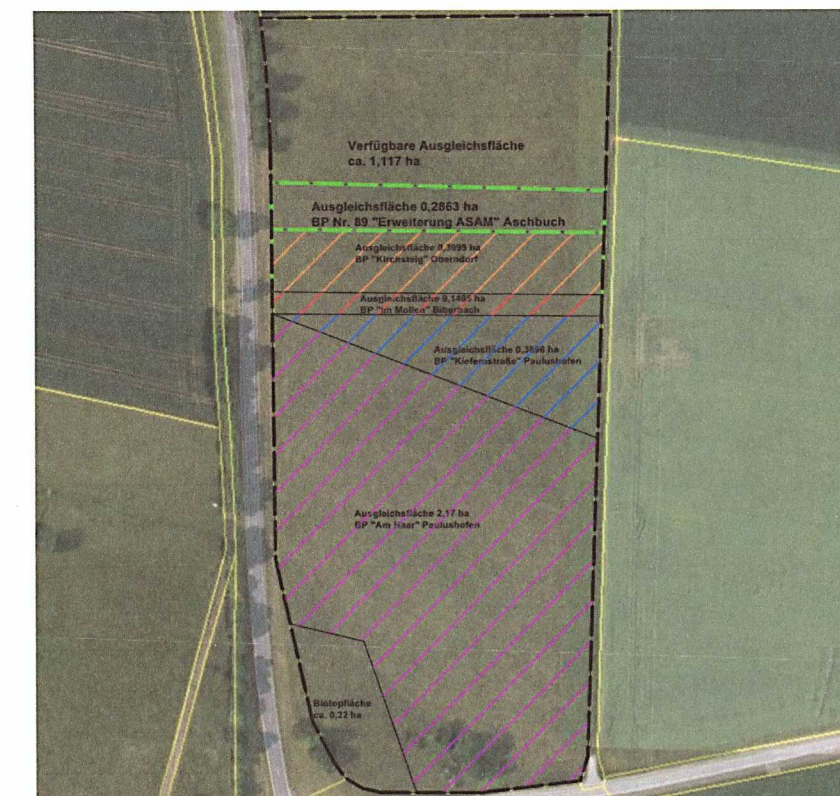 Verfügbare Ausgleichsfläche
ca. 1,117 ha
Ausgleichsfläche 0,2863 ha
BP Nr. 89 "Erweiterung ASAM" Aschbuch
Ausgleichsfläche 0,3999 ha
BP "Kirchsteig" Oberndorf
Ausgleichsfläche 0,1495 ha
BP "Im Mollen" Biberbach
Ausgleichsfläche 0,3896 ha
BP "Kiefernstraße" Paulushofen
Ausgleichsfläche 2,17 ha
BP "Am Haar" Paulushofen
Biotopfläche
ca. 0,22 ha